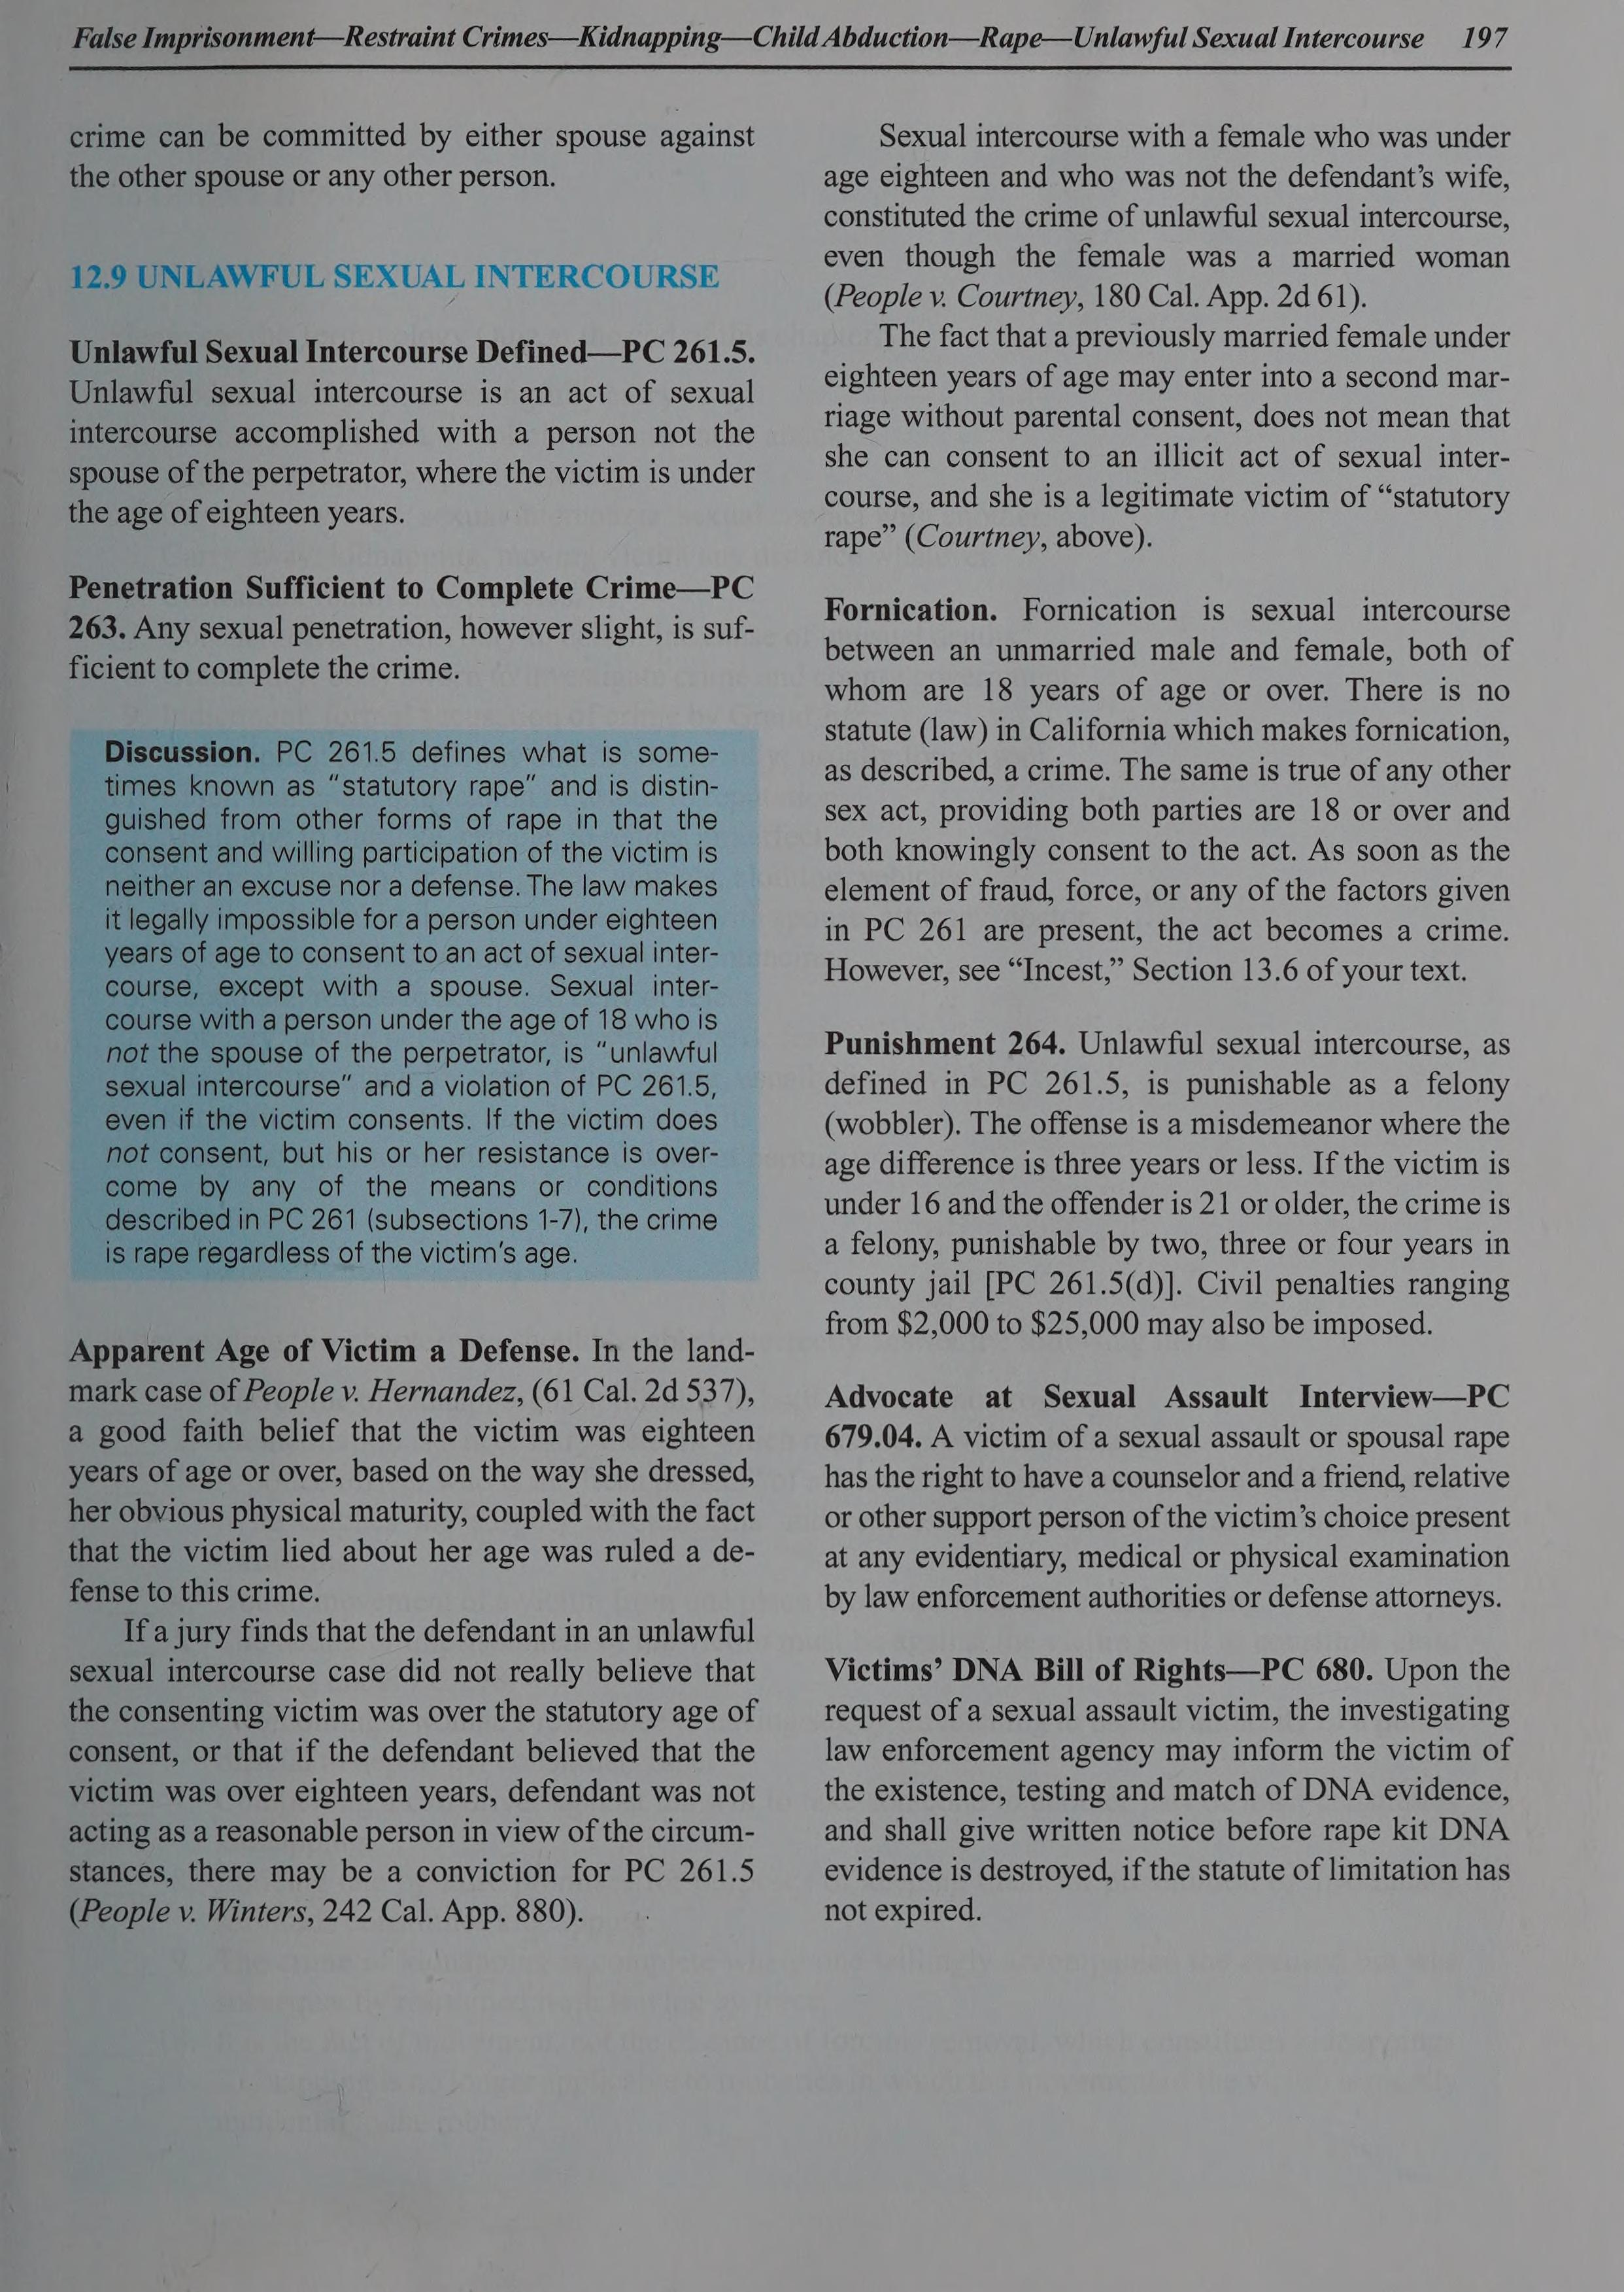 False Imprisonment—Restraint Crimes—Kidnapping—Child Abduction—Rape—Unlawful Sexual Intercourse 197
crime can be committed by either spouse against
the other spouse or any other person.
12.9 UNLAWFUL SEXUAL INTERCOURSE
Unlawful Sexual Intercourse Defined—PC 261.5.
Unlawful sexual intercourse is an act of sexual
intercourse accomplished with a person not the
spouse of the perpetrator, where the victim is under
the age of eighteen years.
Penetration Sufficient to Complete Crime—PC
263. Any sexual penetration, however slight, is suf-
ficient to complete the crime.
Discussion. PC 261.5 defines what is some-
times known as "statutory rape" and is distin-
guished from other forms of rape in that the
consent and willing participation of the victim is
neither an excuse nor a defense. The law makes
it legally impossible for a person under eighteen
years of age to consent to an act of sexual inter-
course, except with a spouse. Sexual inter-
course with a person under the age of 18 who is
not the spouse of the perpetrator, is "unlawful
sexual intercourse" and a violation of PC 261.5,
even if the victim consents. If the victim does
not consent, but his or her resistance is over-
come by any of the means or conditions
described in PC 261 (subsections 1-7), the crime
is rape regardless of the victim's age.
Apparent Age of Victim a Defense. In the land-
mark case of People v. Hernandez, (61 Cal. 2d 537),
a good faith belief that the victim was eighteen
years of age or over, based on the way she dressed,
her obvious physical maturity, coupled with the fact
that the victim lied about her age was ruled a de-
fense to this crime.
If a jury finds that the defendant in an unlawful
sexual intercourse case did not really believe that
the consenting victim was over the statutory age of
consent, or that if the defendant believed that the
victim was over eighteen years, defendant was not
acting as a reasonable person in view of the circum-
stances, there may be a conviction for PC 261.5
(People v. Winters, 242 Cal. App. 880).
Sexual intercourse with a female who was under
age eighteen and who was not the defendant's wife,
constituted the crime of unlawful sexual intercourse,
even though the female was a married woman
(People v. Courtney, 180 Cal. App. 2d 61).
The fact that a previously married female under
eighteen years of age may enter into a second mar-
riage without parental consent, does not mean that
she can consent to an illicit act of sexual inter-
course, and she is a legitimate victim of "statutory
rape" (Courtney, above).
Fornication. Fornication is sexual intercourse
between an unmarried male and female, both of
whom are 18 years of age or over. There is no
statute (law) in California which makes fornication,
as described, a crime. The same is true of any other
sex act, providing both parties are 18 or over and
both knowingly consent to the act. As soon as the
element of fraud, force, or any of the factors given
in PC 261 are present, the act becomes a crime.
However, see "Incest," Section 13.6 of your text.
Punishment 264. Unlawful sexual intercourse, as
defined in PC 261.5, is punishable as a felony
(wobbler). The offense is a misdemeanor where the
age difference is three years or less. If the victim is
under 16 and the offender is 21 or older, the crime is
a felony, punishable by two, three or four years in
county jail [PC 261.5(d)]. Civil penalties ranging
from $2,000 to $25,000 may also be imposed.
Advocate at Sexual Assault Interview—PC
679.04. A victim of a sexual assault or spousal rape
has the right to have a counselor and a friend, relative
or other support person of the victim's choice present
at any evidentiary, medical or physical examination
by law enforcement authorities or defense attorneys.
Victims' DNA Bill of Rights—PC 680. Upon the
request of a sexual assault victim, the investigating
law enforcement agency may inform the victim of
the existence, testing and match of DNA evidence,
and shall give written notice before rape kit DNA
evidence is destroyed, if the statute of limitation has
not expired.